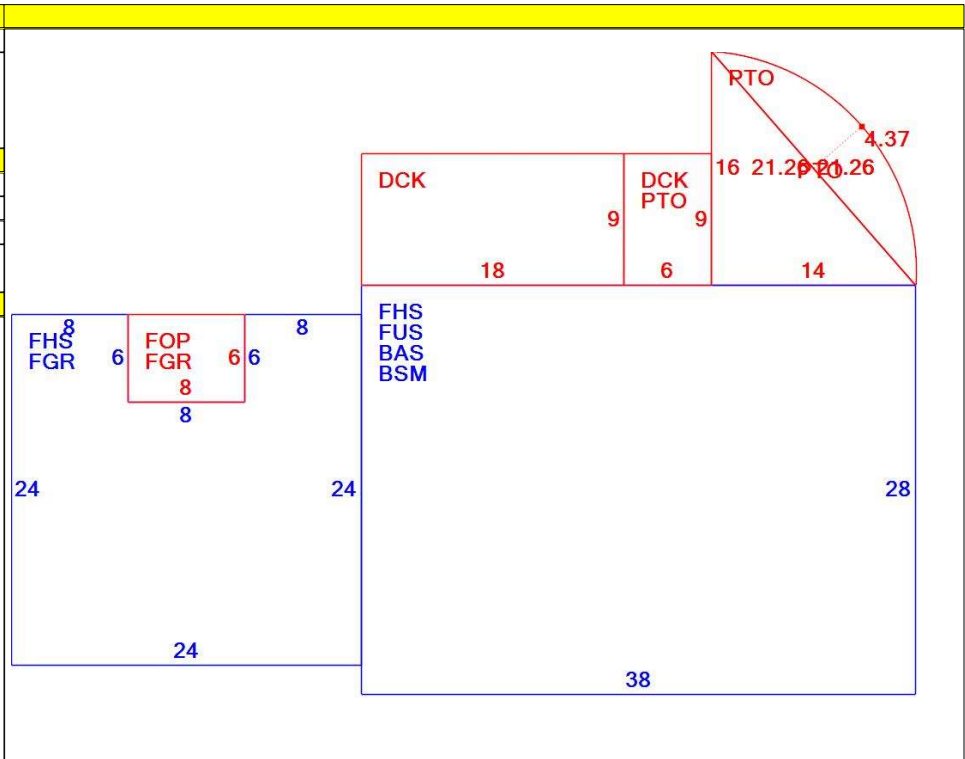 PTO
4.37
16 21.26 21.26
PTO
DCK
DCK
PTO
9
9
18
6
14
FHS
FUS
BAS
BSM
8
8
FHS
FGR
6
FOP
FGR
6
6
8
8
24
24
28
24
38